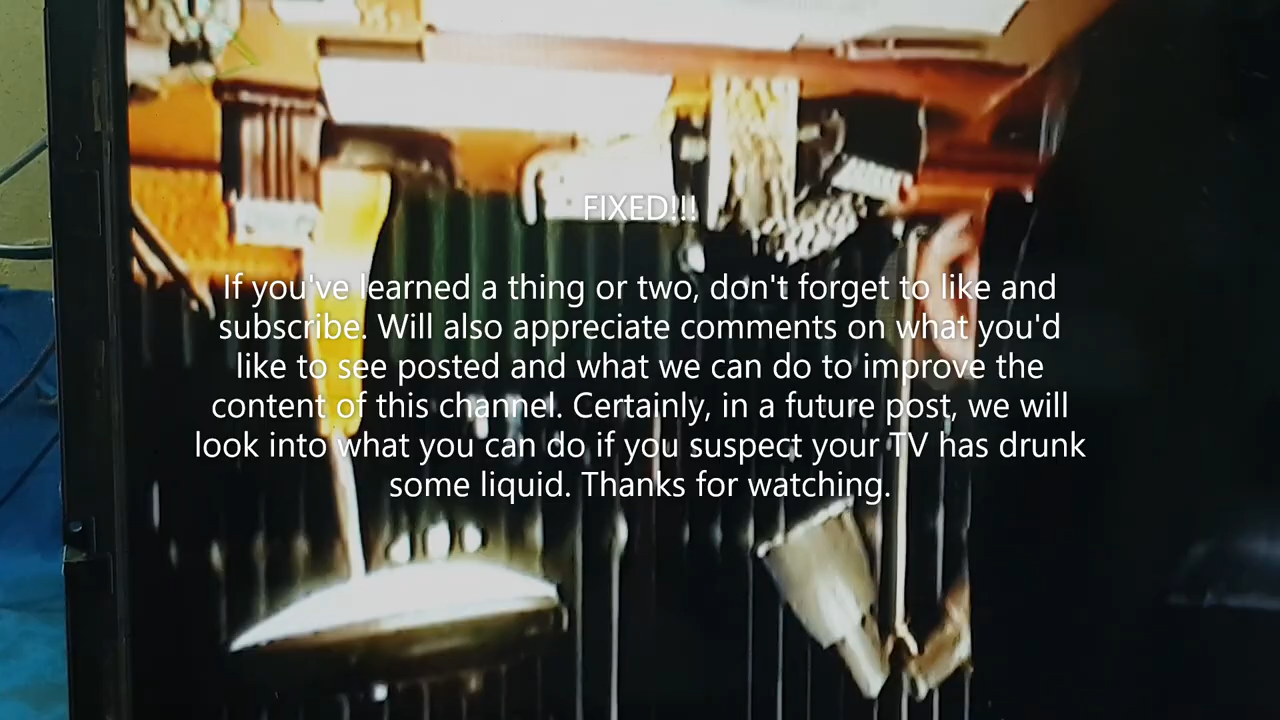 FIXED!!!
If you've learned a thing or two, don't forget to like and
subscribe. Will also appreciate comments on what you'd
like to see posted and what we can do to improve the
content of this channel. Certainly, in a future post, we will
look into what you can do if you suspect your TV has drunk
some liquid. Thanks for watching.